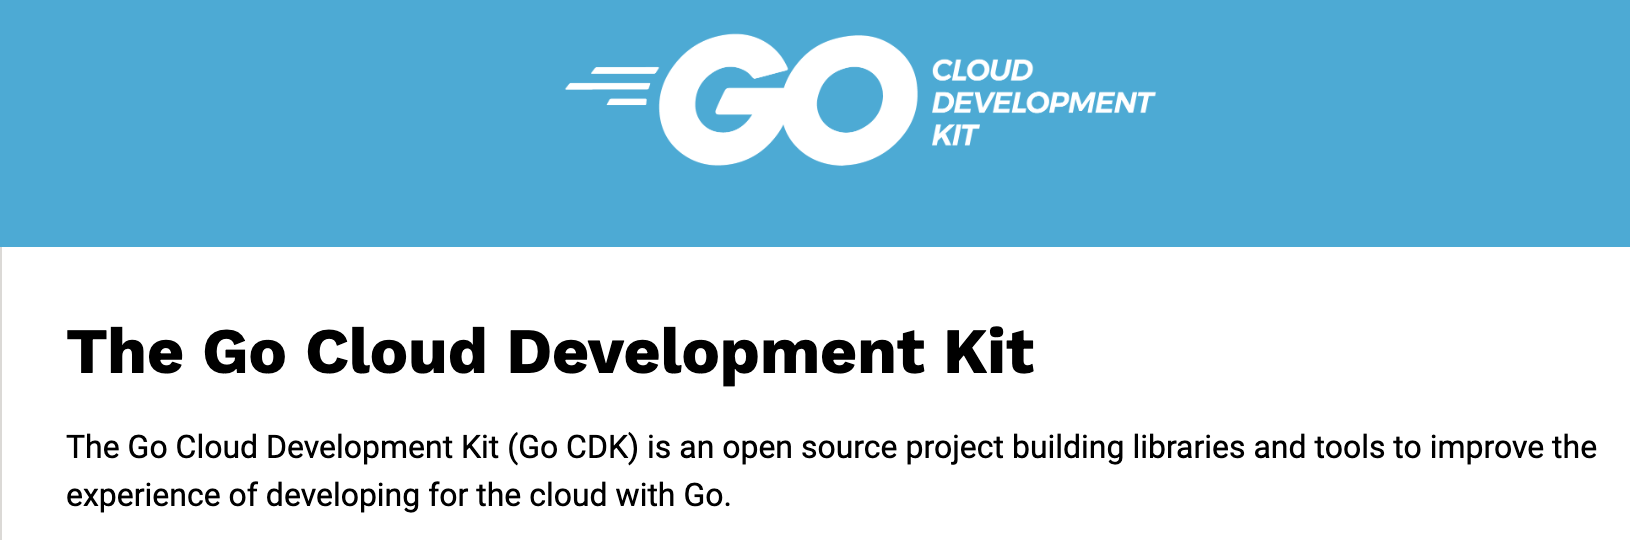 GO
CLOUD
DEVELOPMENT
KIT
The Go Cloud Development Kit
The Go Cloud Development Kit (Go CDK) is an open source project building libraries and tools to improve the
experience of developing for the cloud with Go.